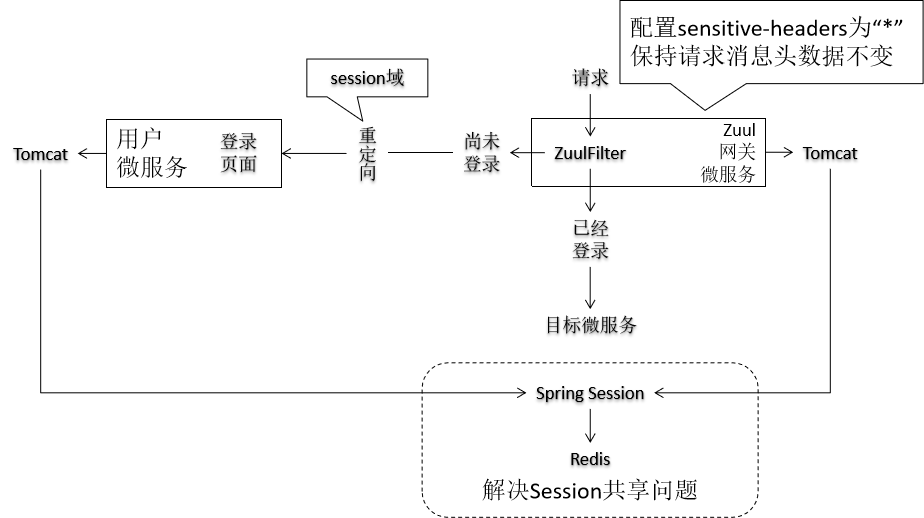 配置sensitive-headers为“*”
保持请求消息头数据不变
请求
session域
Zuul
网关
微服务
ZuulFilter
Tomcat
尚未
登录
重
定
向
用户
微服务
登录
页面
Tomcat
已经
登录
目标微服务
Spring Session
Redis
解决Session共享问题